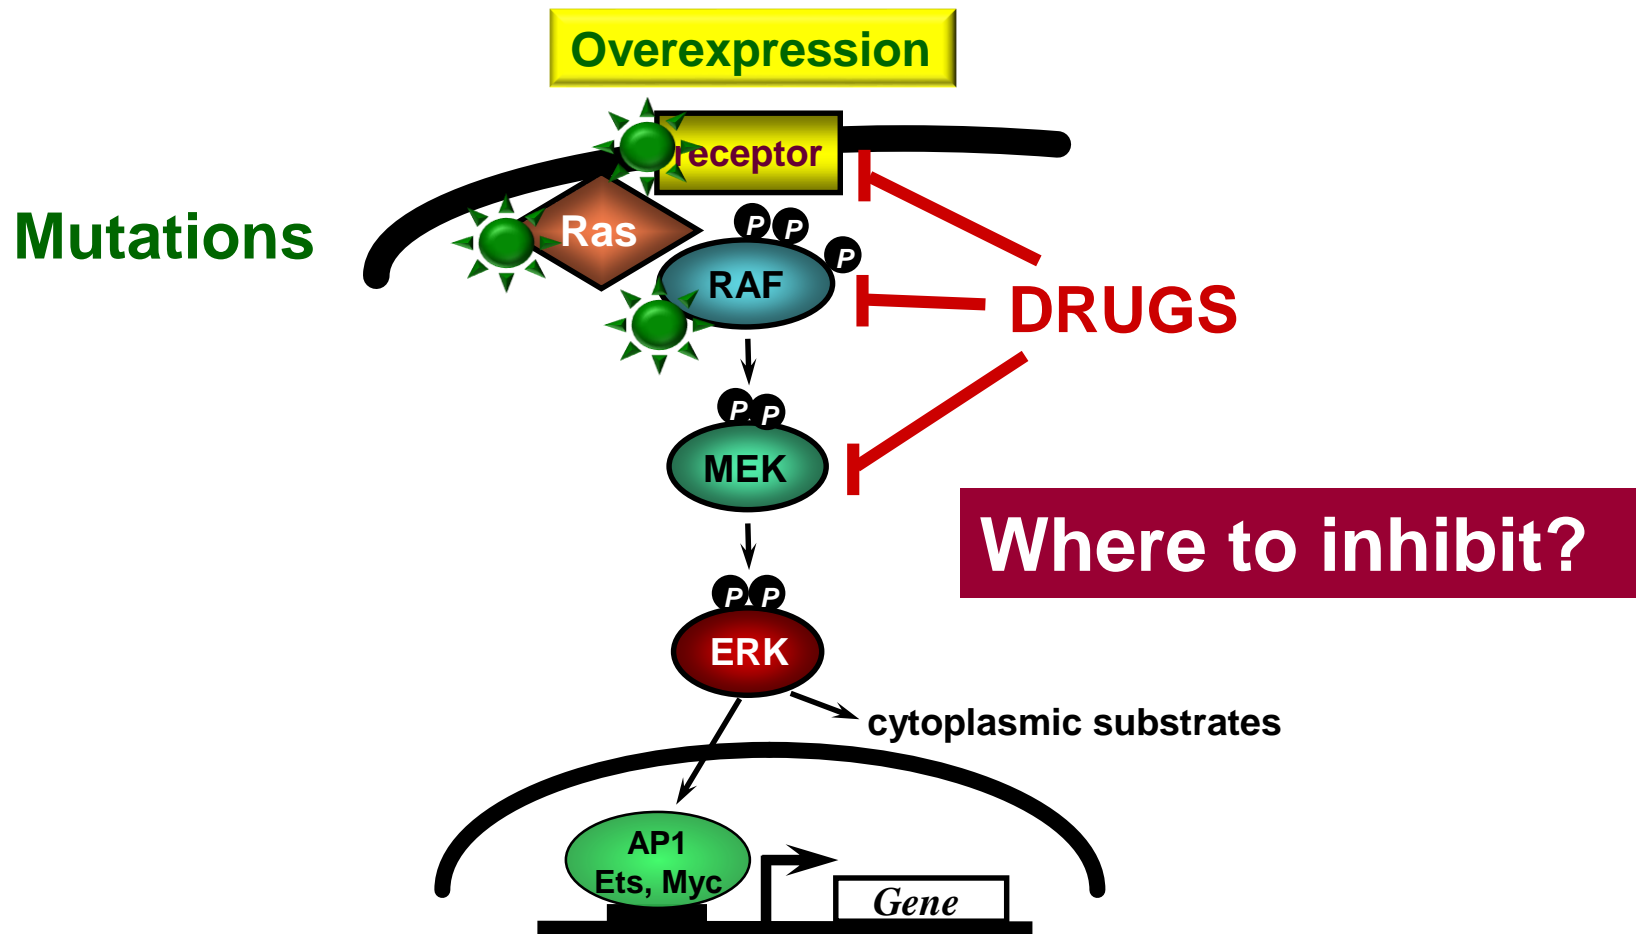 Overexpression
receptor
Mutations
Ras
P
P
P
RAF
DRUGS
P
P
MEK
Where to inhibit?
P
P
ERK
cytoplasmic substrates
AP1
Ets, Myc
Gene